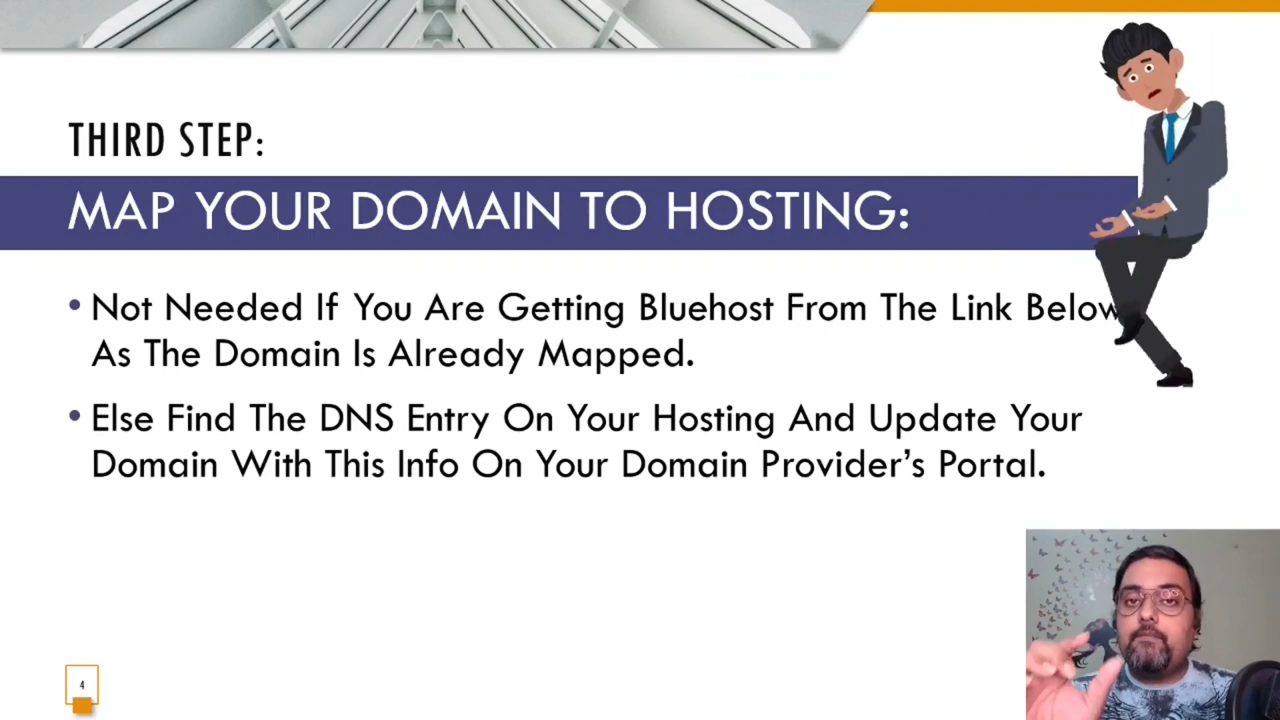 THIRD STEP:
MAP YOUR DOMAIN TO HOSTING:
• Not Needed If You Are Getting Bluehost From The Link Below
As The Domain Is Already Mapped.
• Else Find The DNS Entry On Your Hosting And Update Your
Domain With This Info On Your Domain Provider’s Portal.
4